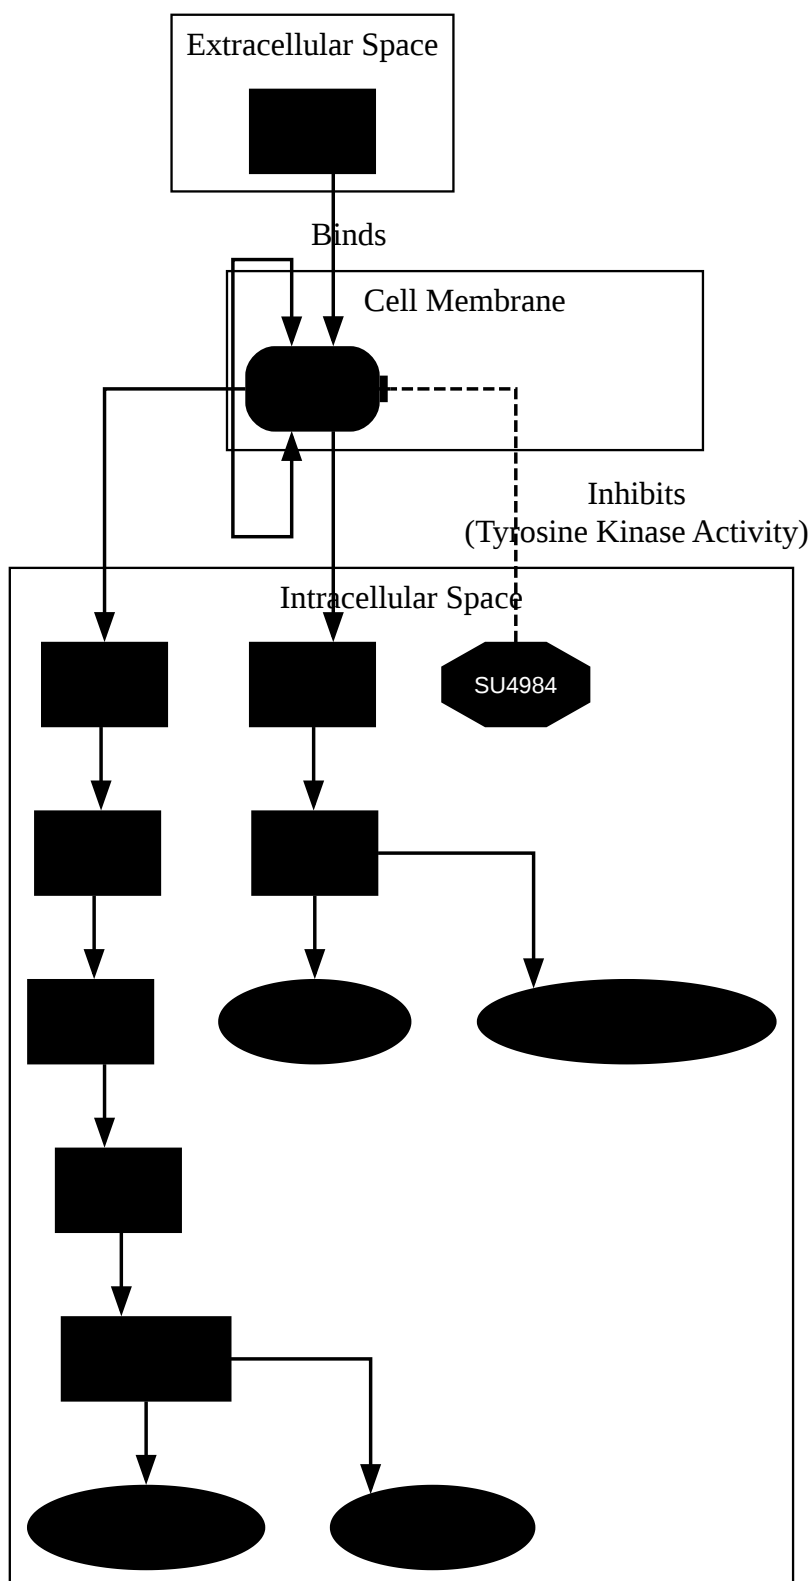 Extracellular Space
Binds
Cell Membrane
Inhibits
(Tyrosine Kinase Activity)
Intracellular Space
SU4984